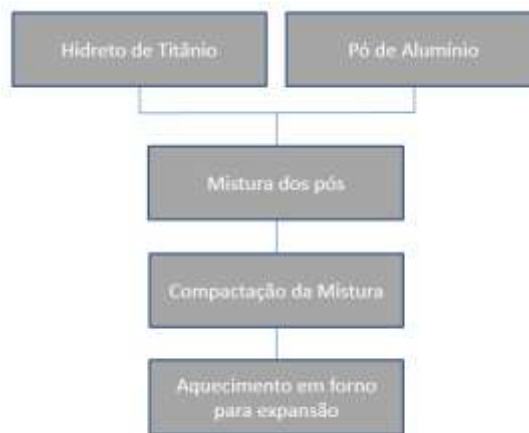 Hidreto de Titânio
Pó de Alumínio
Mistura dos pós
Compactação da Mistura
Aquecimento em forno
para expansão